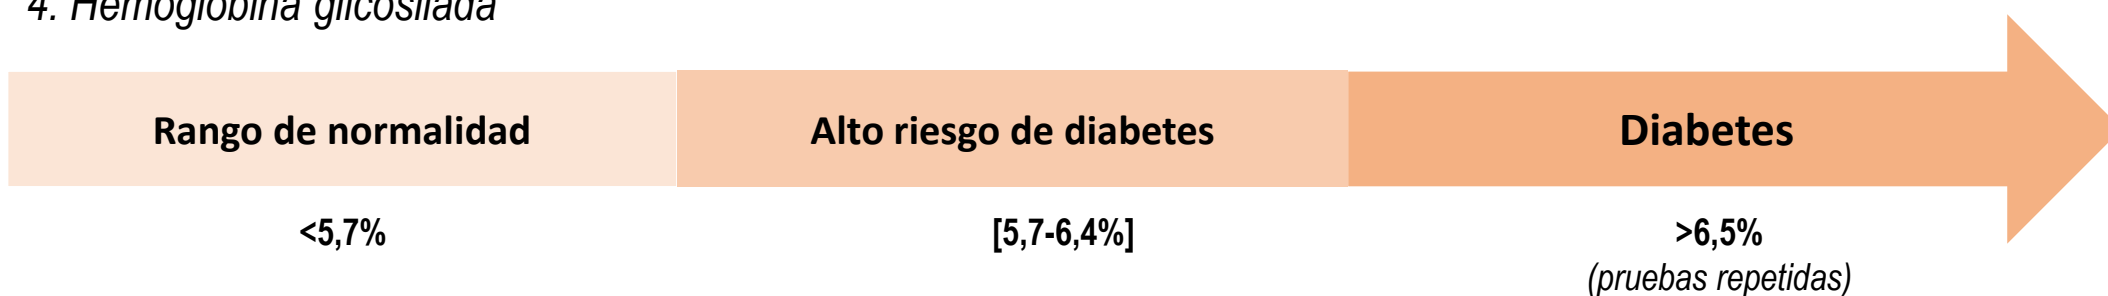 4. Hemoglobina glicosilada
Rango de normalidad
Alto riesgo de diabetes
Diabetes
<5,7%
[5,7-6,4%]
>6,5%
(pruebas repetidas)